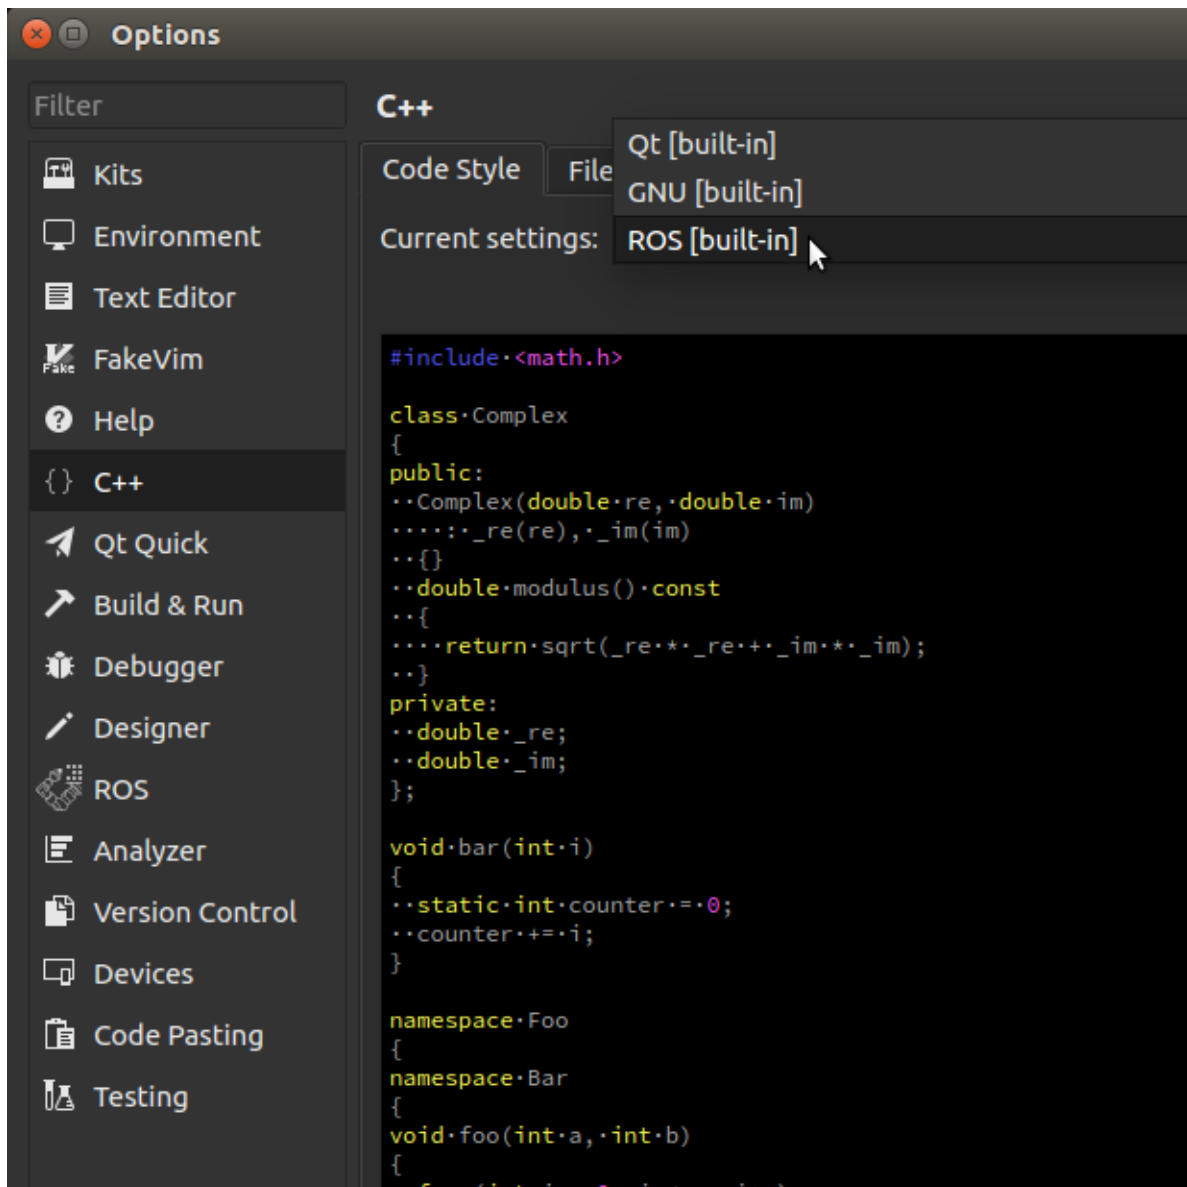 Options
Filter
Kits
Environment
Text Editor
FakeVim
Help
C++
Qt Quick
Build & Run
Debugger
Designer
ROS
Analyzer
Version Control
Devices
Code Pasting
Testing
C++
Code Style
File
Current settings:
Qt [built-in]
GNU [built-in]
ROS [built-in]
#include·<math.h>
class·Complex
{
public:
··Complex(double·re,·double·im)
····:·_re(re),·_im(im)
··{}
··double·modulus()·const
··{
····return·sqrt(_re·*·_re·+·_im·*·_im);
··}
private:
··double·_re;
··double·_im;
};
void·bar(int·i)
{
··static·int·counter·=·0;
··counter·+=·i;
}
namespace·Foo
{
namespace·Bar
{
void·foo(int·a,·int·b)
{